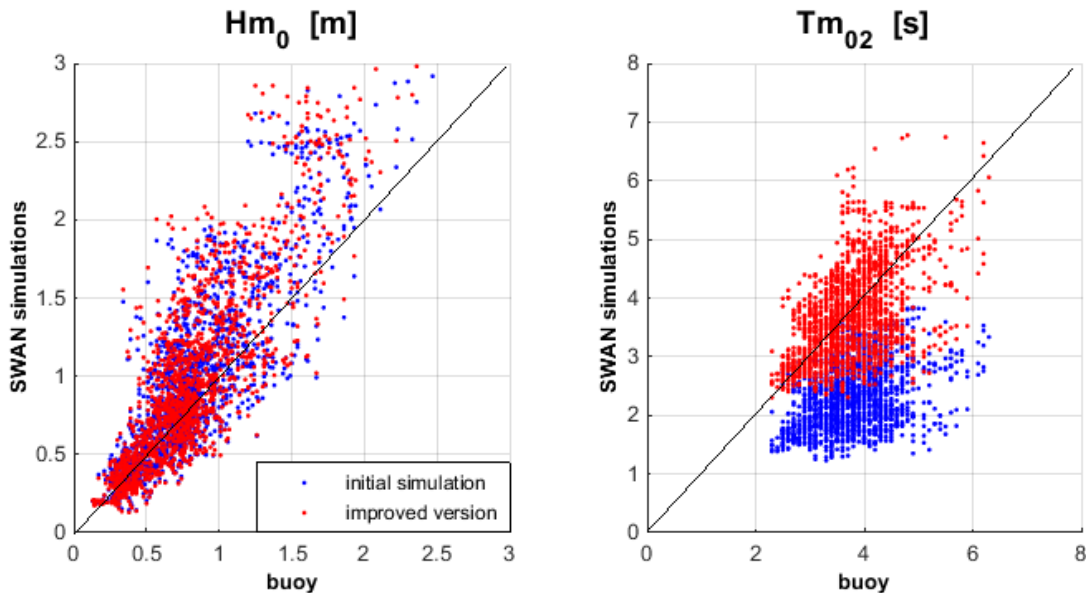 Hm0 [m]
SWAN simulations
3
2.5
2
1.5
1
0.5
0
0 0.5 1 1.5 2 2.5 3
buoy
initial simulation
improved version
Tm02 [s]
SWAN simulations
8
7
6
5
4
3
2
1
0
0 2 4 6 8
buoy